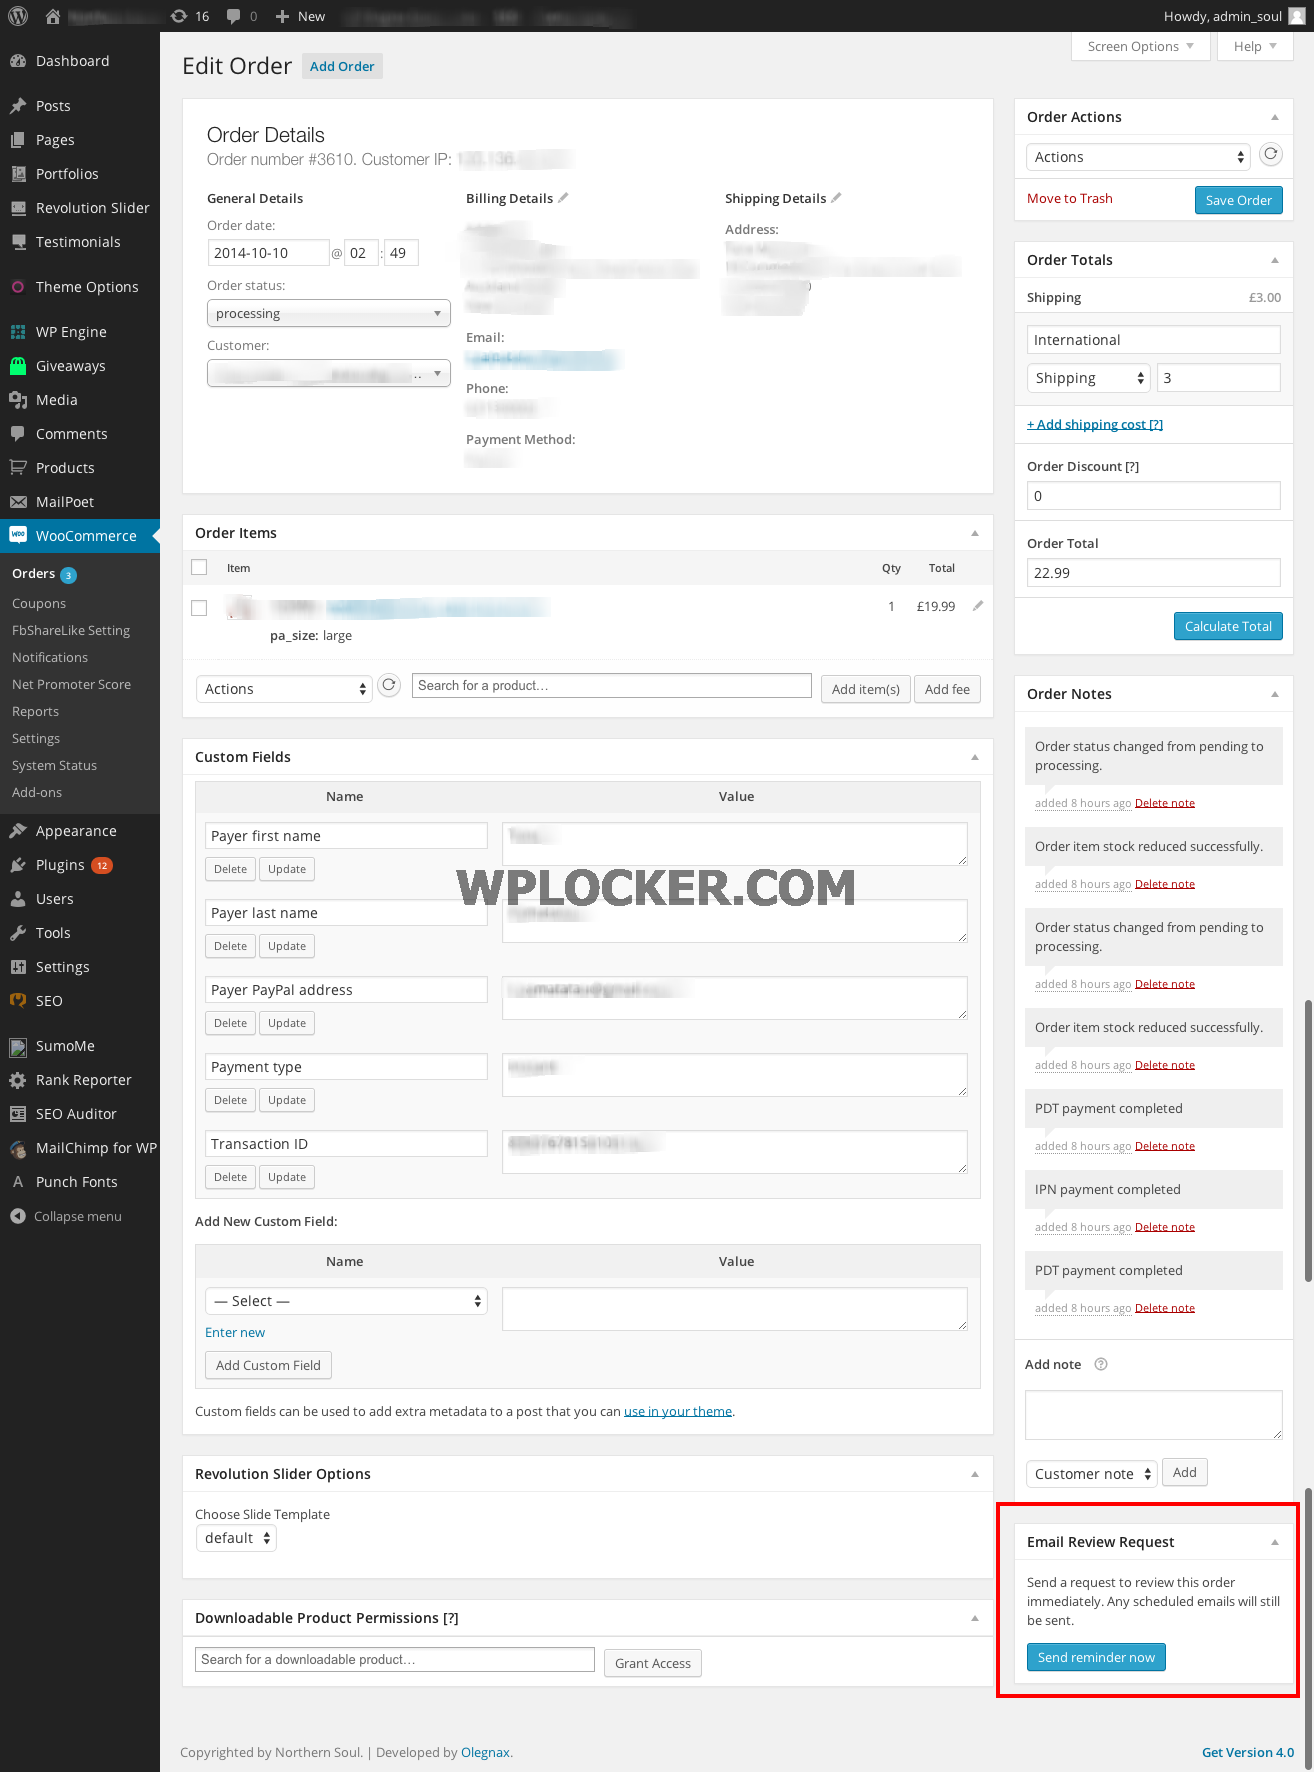 16
0
New
Howdy, admin_soul
Screen Options
Help
Dashboard
Posts
Pages
Portfolios
Revolution Slider
Testimonials
Theme Options
WP Engine
Giveaways
Media
Comments
Products
MailPoet
WooCommerce
Orders 3
Coupons
FbShareLike Setting
Notifications
Net Promoter Score
Reports
Settings
System Status
Add-ons
Appearance
Plugins 12
Users
Tools
Settings
SEO
SumoMe
Rank Reporter
SEO Auditor
MailChimp for WP
Punch Fonts
Collapse menu
Edit Order Add Order
Order Details
Order number #3610. Customer IP:
General Details
Order date:
2014-10-10 @ 02 : 49
Order status:
processing
Customer:
Billing Details
Email:
Phone:
Payment Method:
Shipping Details
Address:
Order Items
Item Qty Total
1 £19.99
pa_size: large
Actions
Search for a product...
Add item(s)
Add fee
Custom Fields
Name Value
Payer first name
Delete Update
Payer last name
Delete Update
Payer PayPal address
Delete Update
Payment type
Delete Update
Transaction ID
Delete Update
WPLOCKER.COM
Add New Custom Field:
Name Value
— Select —
Enter new
Add Custom Field
Custom fields can be used to add extra metadata to a post that you can use in your theme.
Revolution Slider Options
Choose Slide Template
default
Downloadable Product Permissions [?]
Search for a downloadable product...
Grant Access
Order Actions
Actions
Move to Trash
Save Order
Order Totals
Shipping £3.00
International
Shipping 3
+ Add shipping cost [?]
Order Discount [?]
0
Order Total
22.99
Calculate Total
Order Notes
Order status changed from pending to
processing.
added 8 hours ago Delete note
Order item stock reduced successfully.
added 8 hours ago Delete note
Order status changed from pending to
processing.
added 8 hours ago Delete note
Order item stock reduced successfully.
added 8 hours ago Delete note
PDT payment completed
added 8 hours ago Delete note
IPN payment completed
added 8 hours ago Delete note
PDT payment completed
added 8 hours ago Delete note
Add note ?
Customer note
Add
Email Review Request
Send a request to review this order
immediately. Any scheduled emails will still
be sent.
Send reminder now
Copyrighted by Northern Soul. | Developed by Olegnax.
Get Version 4.0